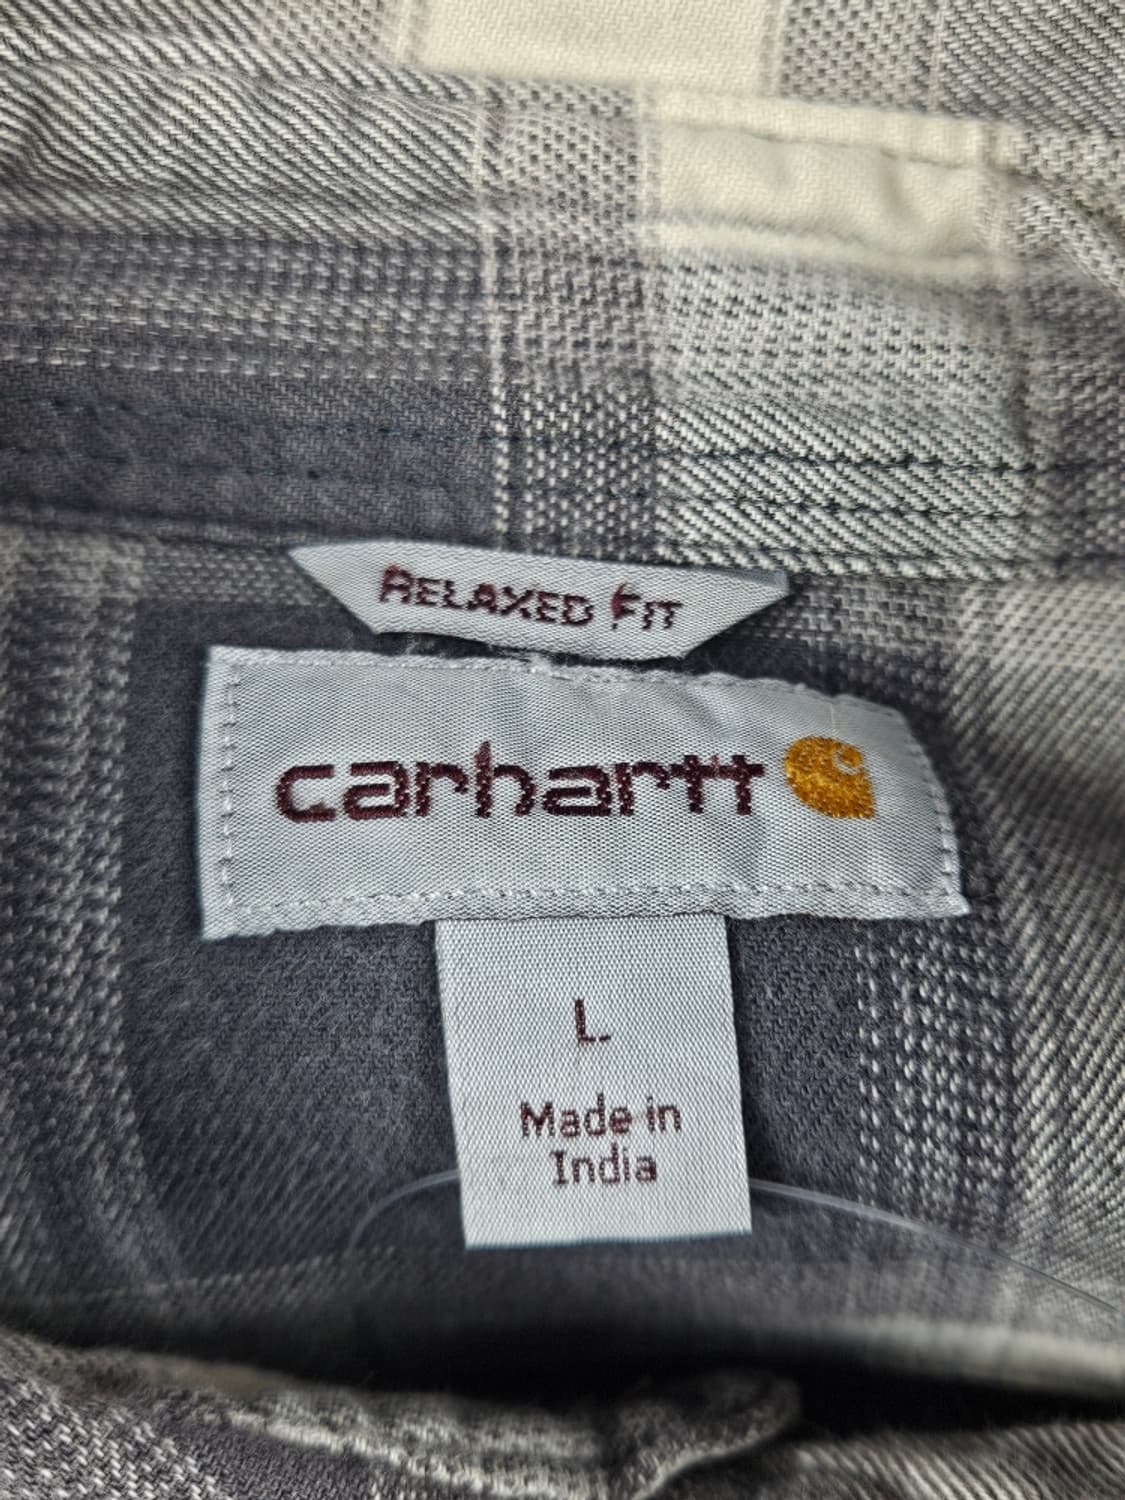 RELAXED FIT
carhartt
L
Made in
India